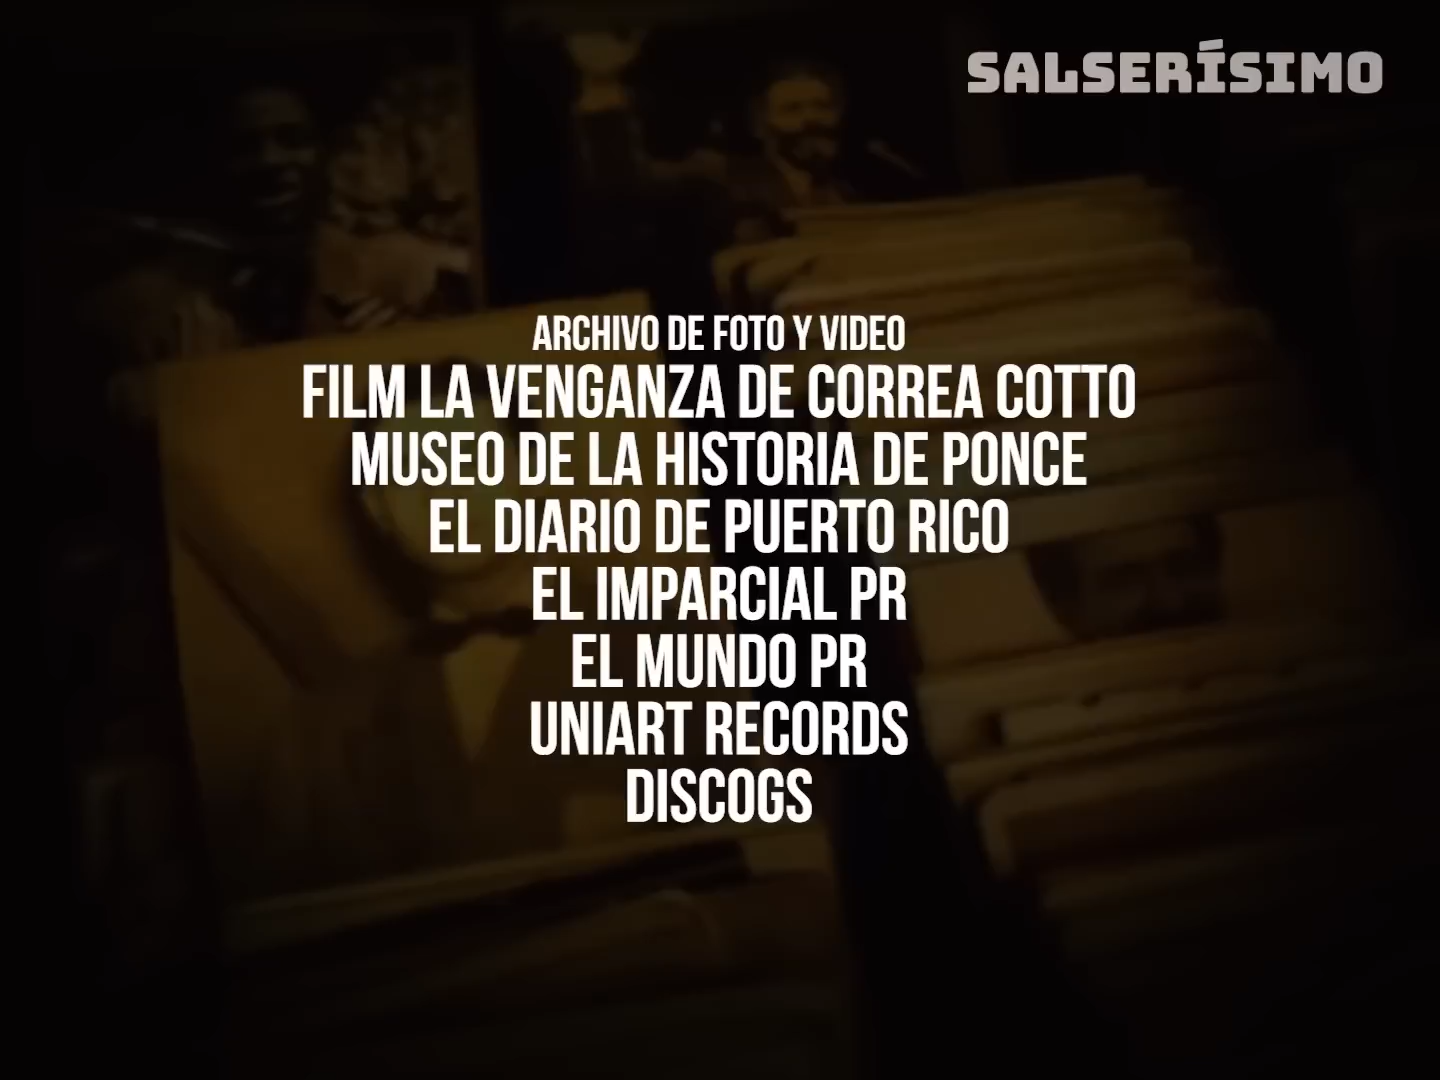 SALSERÍSIMO
ARCHIVO DE FOTO Y VIDEO
FILM LA VENGANZA DE CORREA COTTO
MUSEO DE LA HISTORIA DE PONCE
EL DIARIO DE PUERTO RICO
EL IMPARCIAL PR
EL MUNDO PR
UNIART RECORDS
DISCOGS